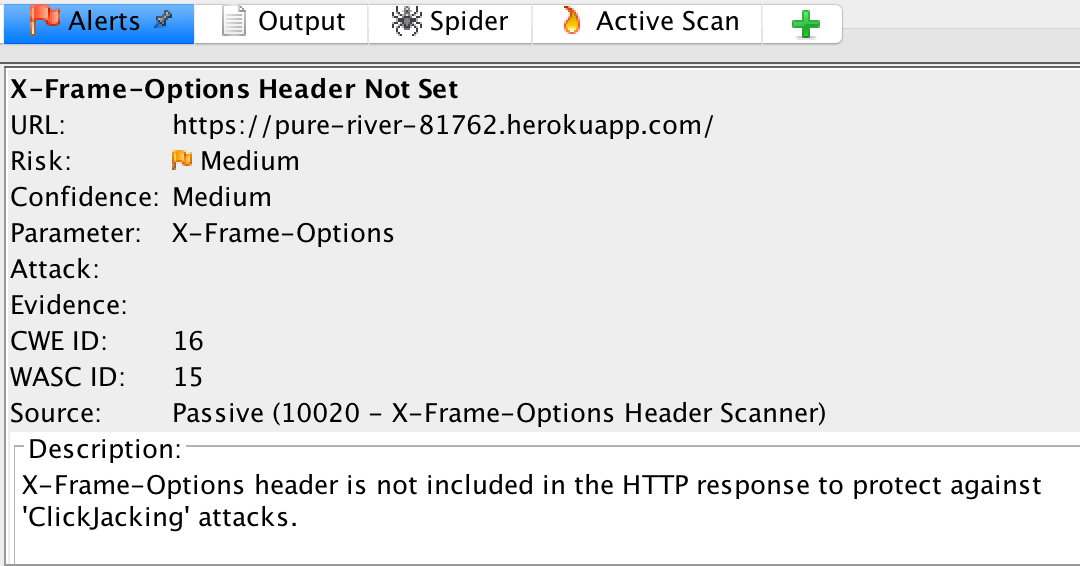 Alerts Output Spider Active Scan
X-Frame-Options Header Not Set
URL: https://pure-river-81762.herokuapp.com/
Risk: Medium
Confidence: Medium
Parameter: X-Frame-Options
Attack:
Evidence:
CWE ID: 16
WASC ID: 15
Source: Passive (10020 - X-Frame-Options Header Scanner)
Description:
X-Frame-Options header is not included in the HTTP response to protect against
'ClickJacking' attacks.